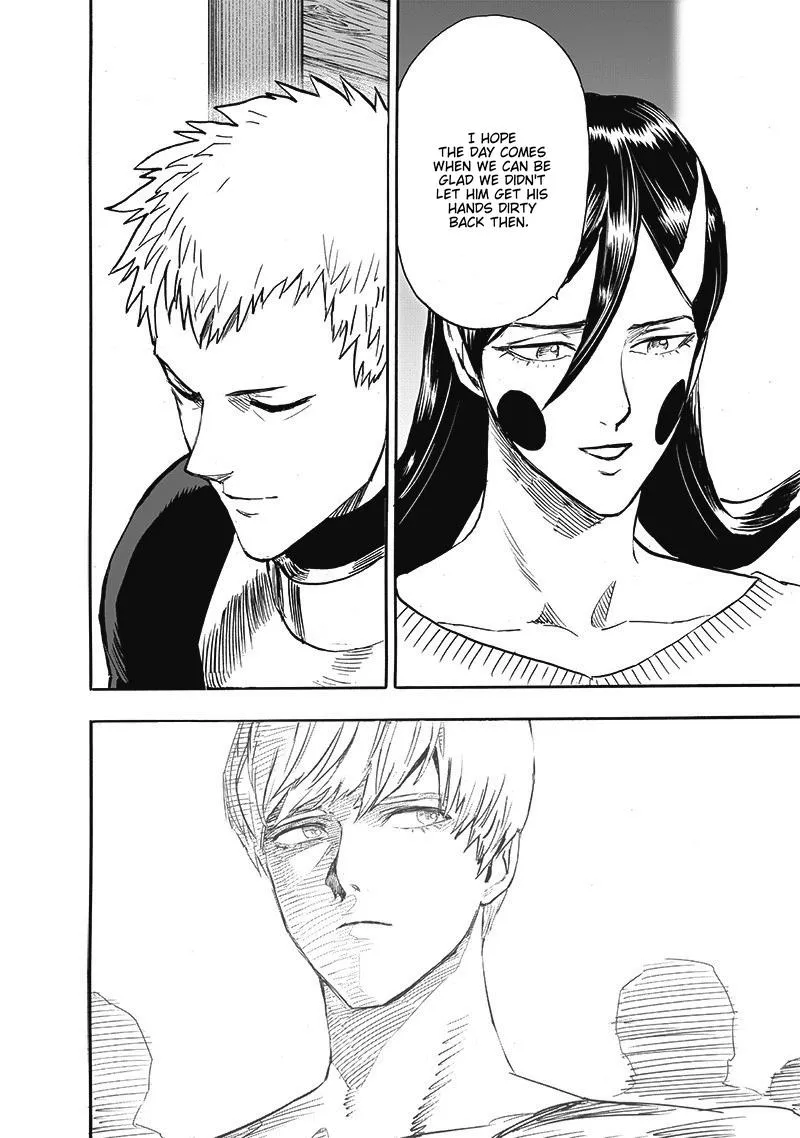 I HOPE
THE DAY COMES
WHEN WE CAN BE
GLAD WE DIDN'T
LET HIM GET HIS
HANDS DIRTY
BACK THEN.